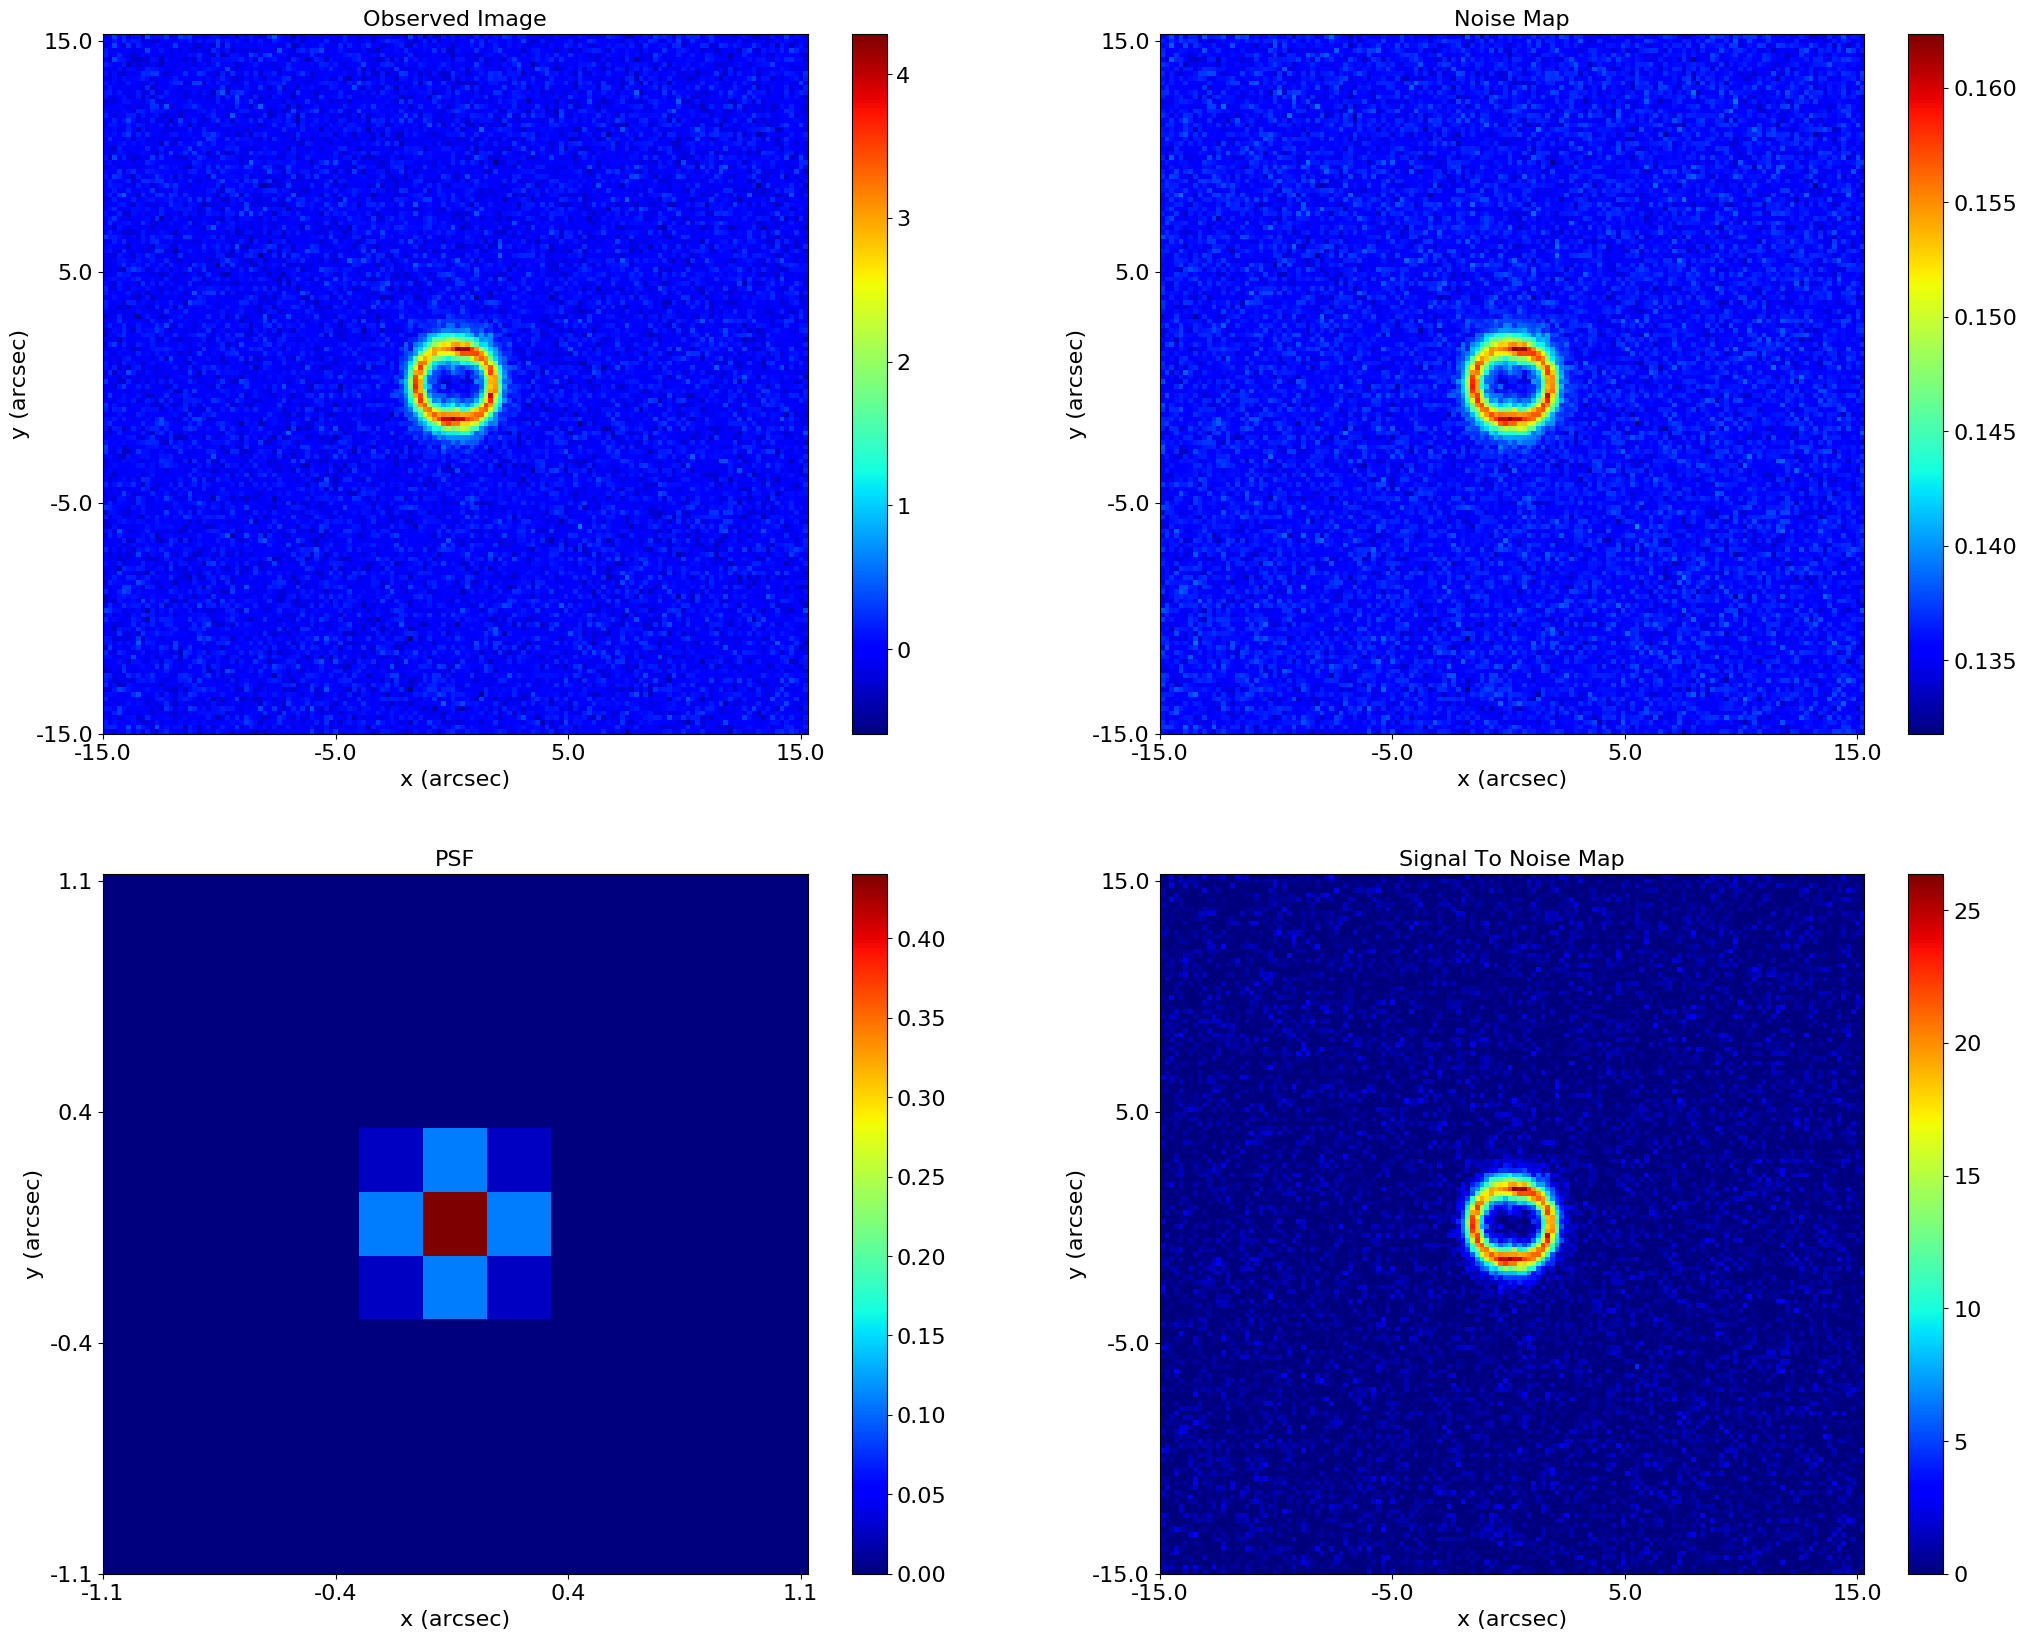 Observed Image
15.0
5.0
-5.0
-15.0
y (arcsec)
-15.0 -5.0 5.0 15.0
x (arcsec)
4
3
2
1
0
Noise Map
15.0
5.0
-5.0
-15.0
y (arcsec)
-15.0 -5.0 5.0 15.0
x (arcsec)
0.160
0.155
0.150
0.145
0.140
0.135
PSF
1.1
0.4
-0.4
-1.1
y (arcsec)
-1.1 -0.4 0.4 1.1
x (arcsec)
0.40
0.35
0.30
0.25
0.20
0.15
0.10
0.05
0.00
Signal To Noise Map
15.0
5.0
-5.0
-15.0
y (arcsec)
-15.0 -5.0 5.0 15.0
x (arcsec)
25
20
15
10
5
0